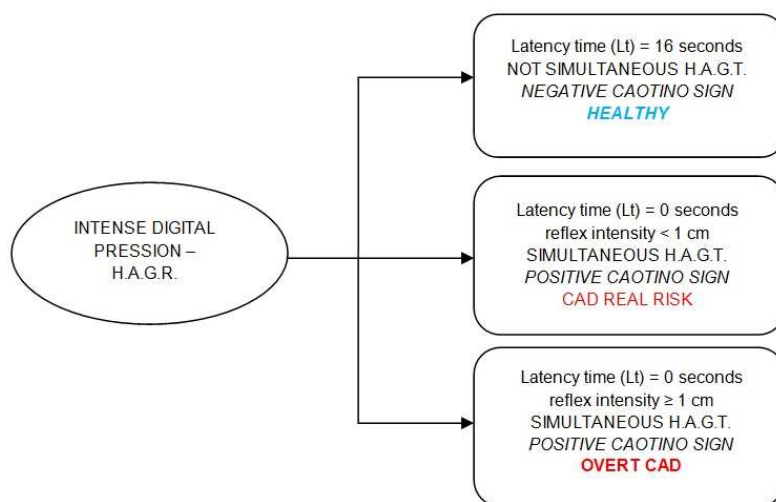 Latency time (Lt) = 16 seconds
NOT SIMULTANEOUS H.A.G.T.
NEGATIVE CAOTINO SIGN
HEALTHY
INTENSE DIGITAL
PRESSION –
H.A.G.R.
Latency time (Lt) = 0 seconds
reflex intensity < 1 cm
SIMULTANEOUS H.A.G.T.
POSITIVE CAOTINO SIGN
CAD REAL RISK
Latency time (Lt) = 0 seconds
reflex intensity ≥ 1 cm
SIMULTANEOUS H.A.G.T.
POSITIVE CAOTINO SIGN
OVERT CAD